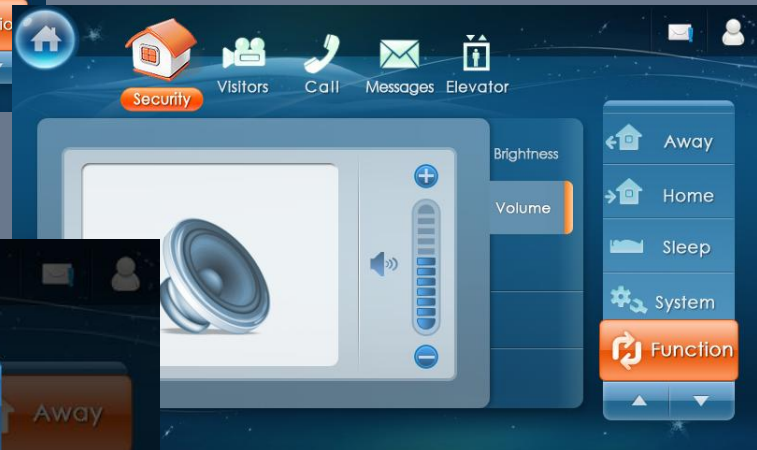 Security
Visitors
Call
Messages
Elevator
Brightness
Volume
Away
Home
Sleep
System
Function
Away